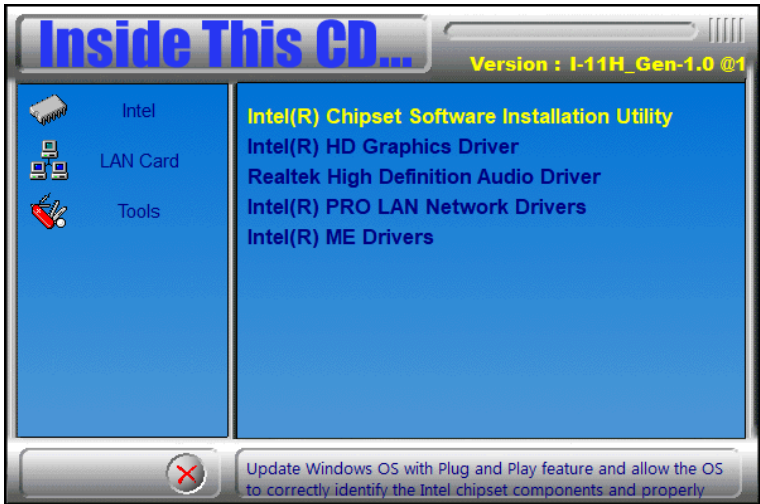 Inside This CD...
Version : I-11H_Gen-1.0 @1
Intel
LAN Card
Tools
Intel(R) Chipset Software Installation Utility
Intel(R) HD Graphics Driver
Realtek High Definition Audio Driver
Intel(R) PRO LAN Network Drivers
Intel(R) ME Drivers
Update Windows OS with Plug and Play feature and allow the OS
to correctly identify the Intel chipset components and properly